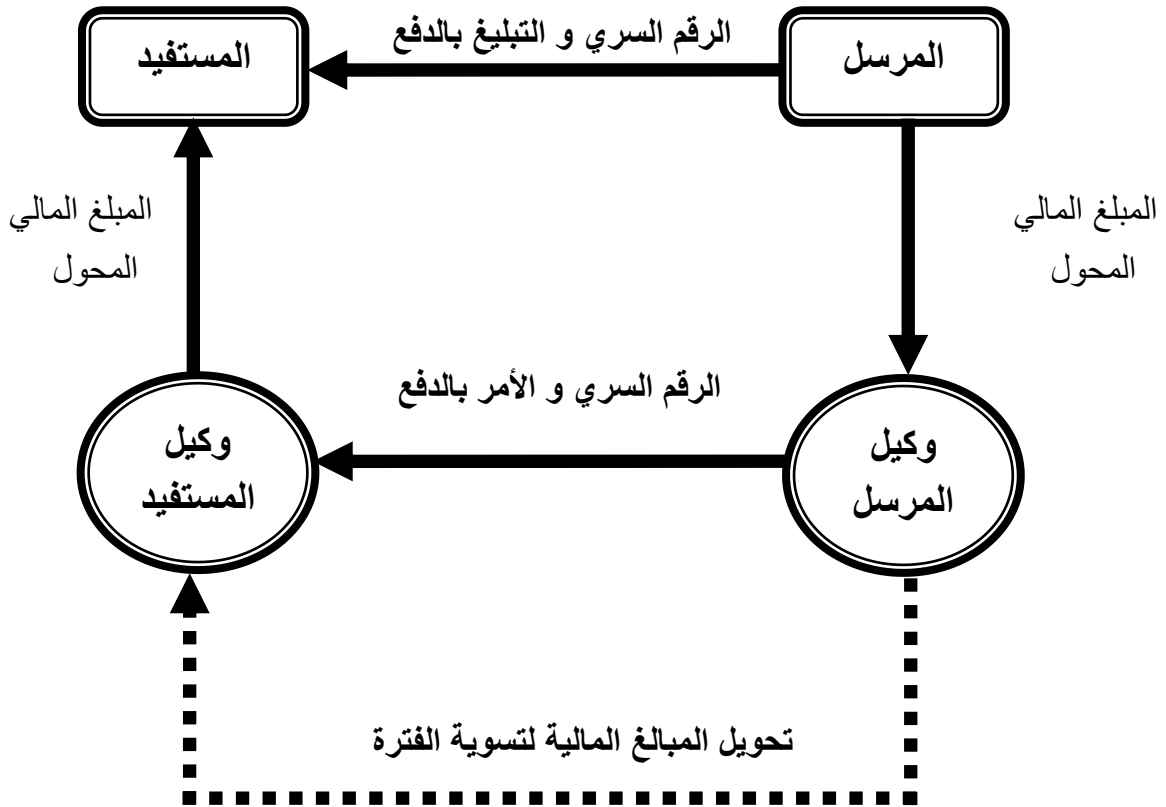 الرقم السري و التبليغ بالدفع
المرسل
المستفيد
المبلغ المالي
المحول
المبلغ المالي
المحول
الرقم السري و الأمر بالدفع
وكيل
المرسل
وكيل
المستفيد
تحويل المبالغ المالية لتسوية الفترة